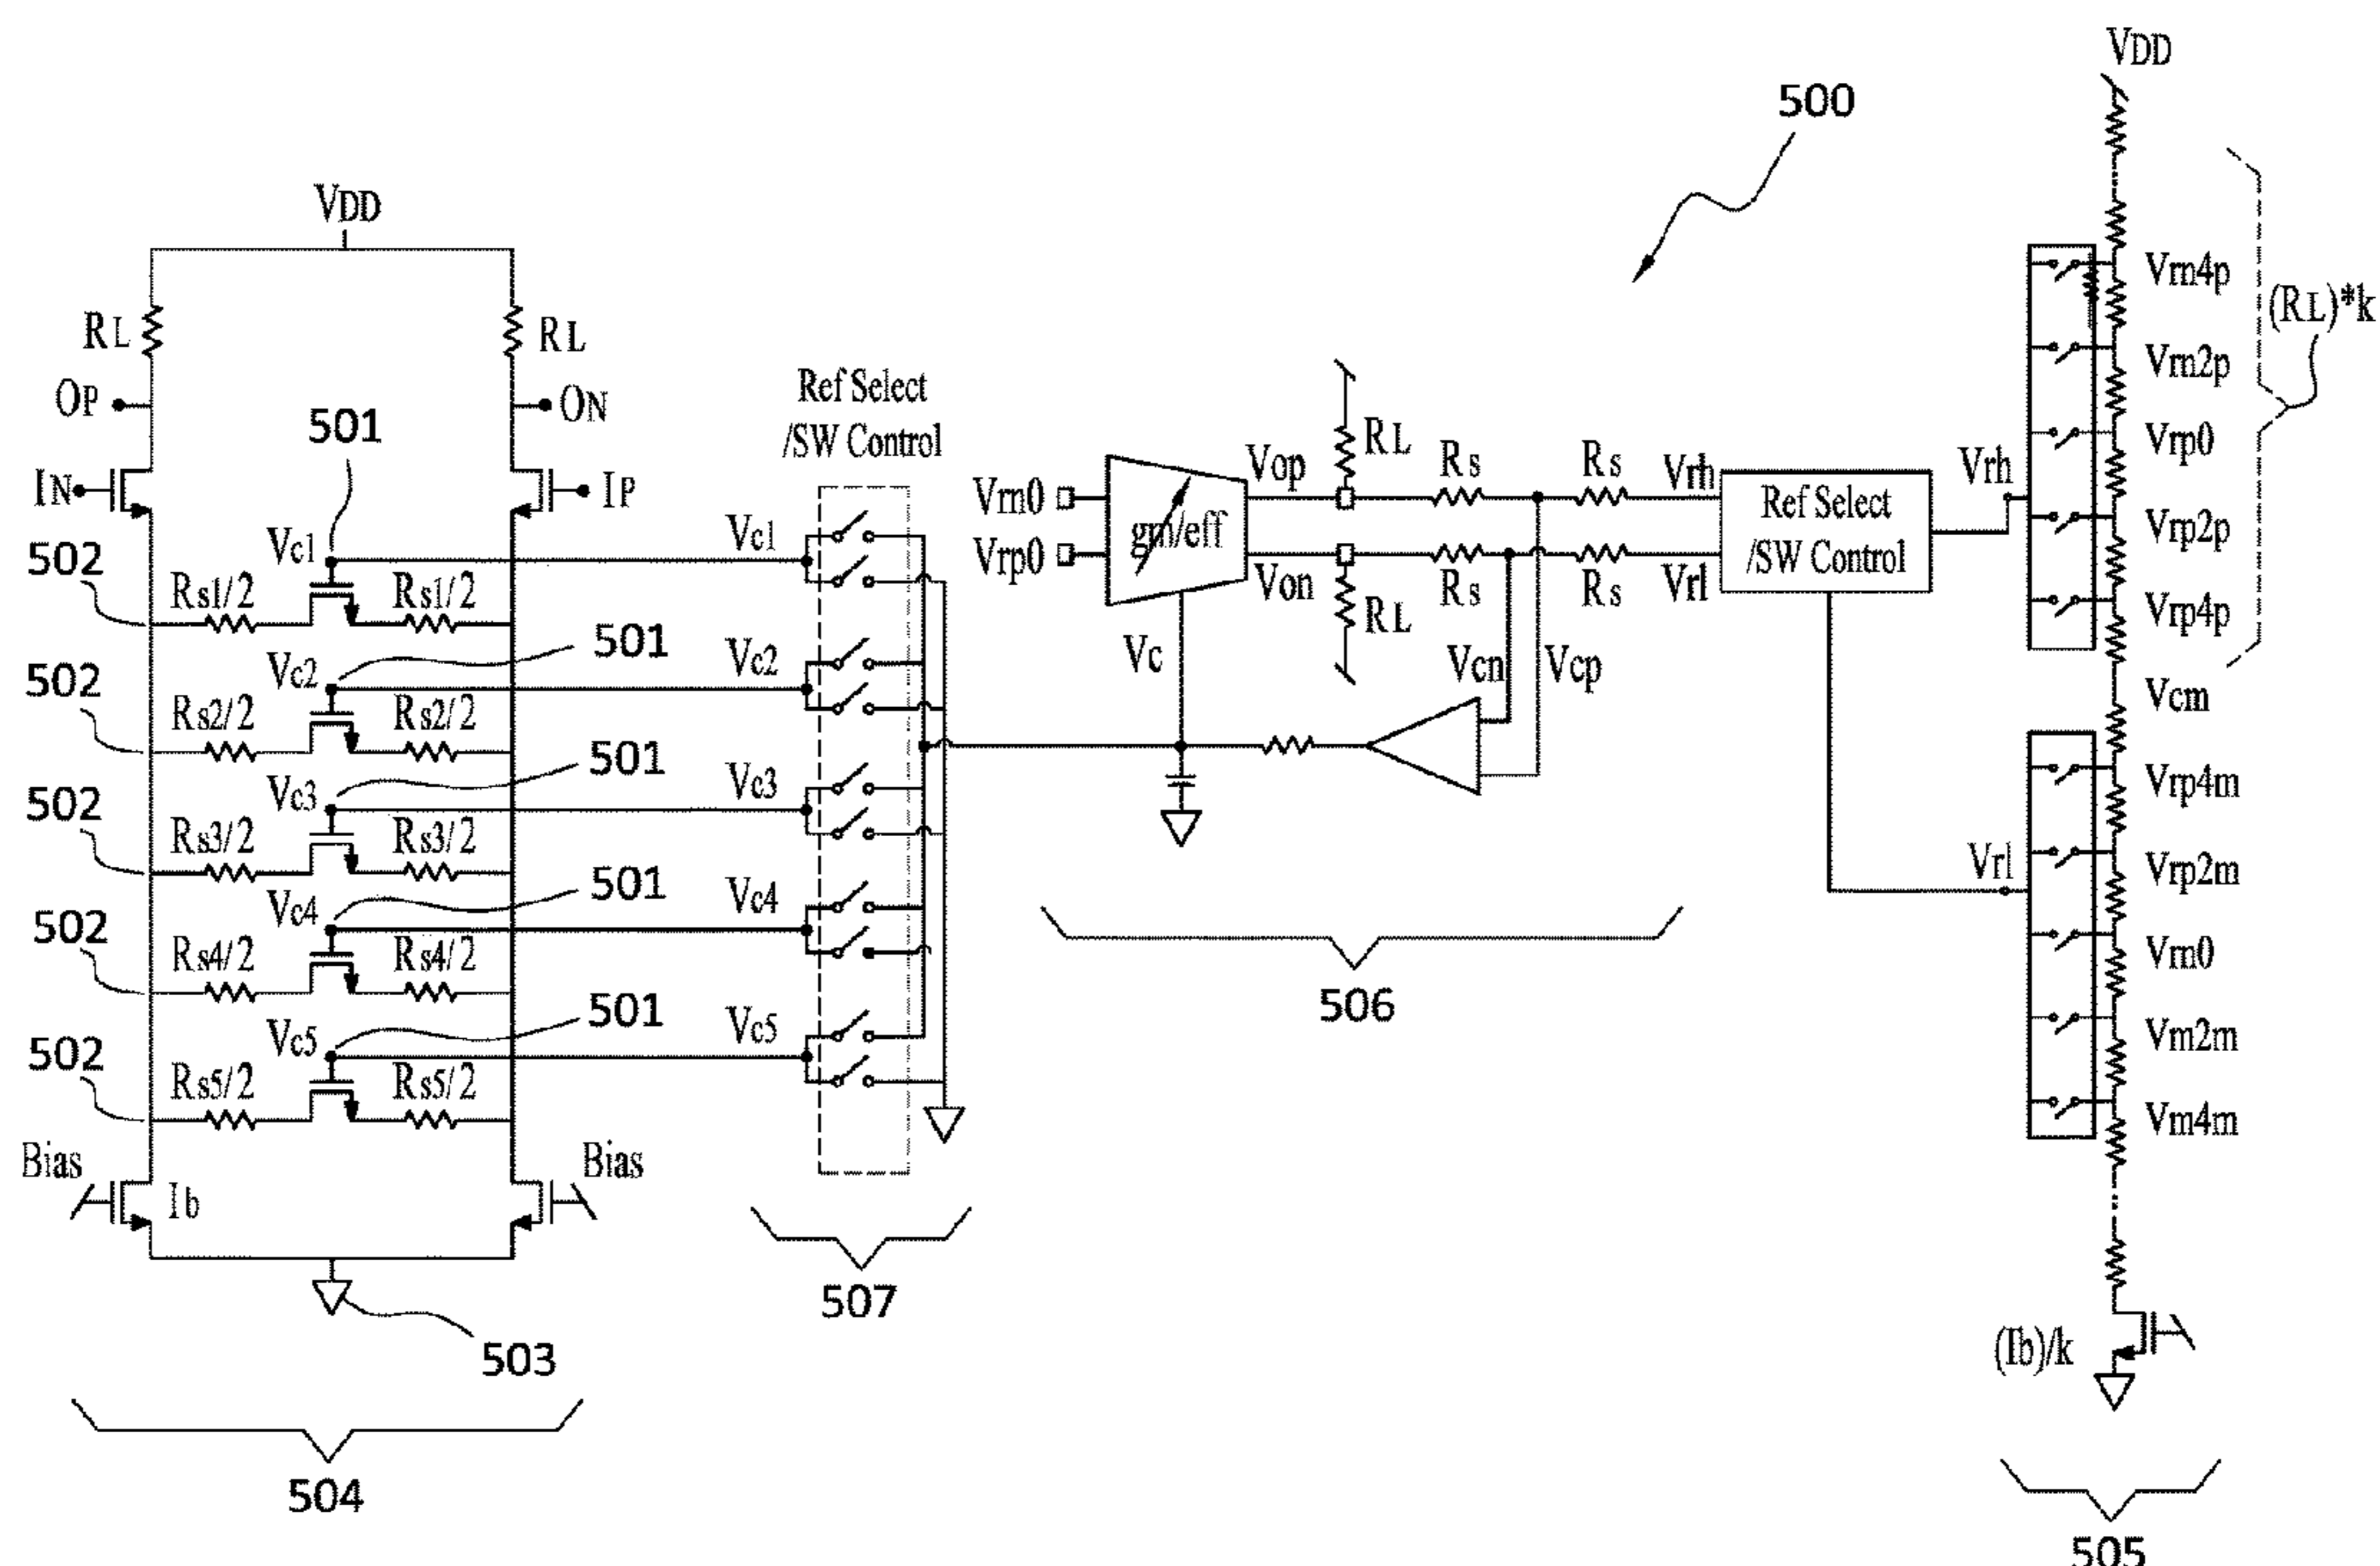 500
VDD
VDD
RL
RL
OP
ON
501
IN
IP
Vc1
502
Rs1/2
Rs1/2
501
Vc2
502
Rs2/2
Rs2/2
501
Vc3
502
Rs3/2
Rs3/2
501
Vc4
502
Rs4/2
Rs4/2
501
Vc5
502
Rs5/2
Rs5/2
Bias
Bias
Ib
503
504
Ref Select
/SW Control
Vc1
Vc2
Vc3
Vc4
Vc5
507
Vrn0
Vrp0
gm/eff
Vop
Von
RL
RL
Rs
Rs
Rs
Rs
Vrh
Vrl
Vc
Vcn
Vcp
506
Ref Select
/SW Control
Vrh
Vrl
Vrn4p
Vrn2p
Vrp0
Vrp2p
Vrp4p
(RL)*k
Vcm
Vrp4m
Vrp2m
Vrn0
Vrn2m
Vrn4m
(Ib)/k
505